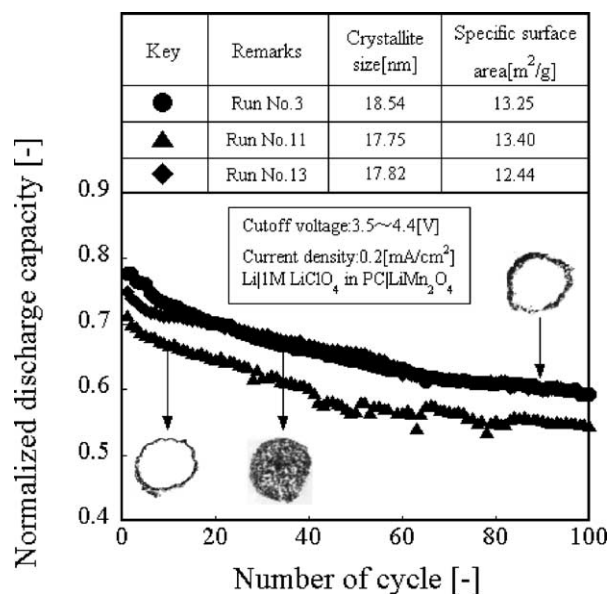 Key Remarks Crystallite size[nm] Specific surface area[m²/g]
Run No.3 18.54 13.25
Run No.11 17.75 13.40
Run No.13 17.82 12.44
Normalized discharge capacity [-]
0.9
0.8
0.7
0.6
0.5
0.4
Cutoff voltage:3.5～4.4[V]
Current density:0.2[mA/cm²]
Li|1M LiClO₄ in PC|LiMn₂O₄
0 20 40 60 80 100
Number of cycle [-]